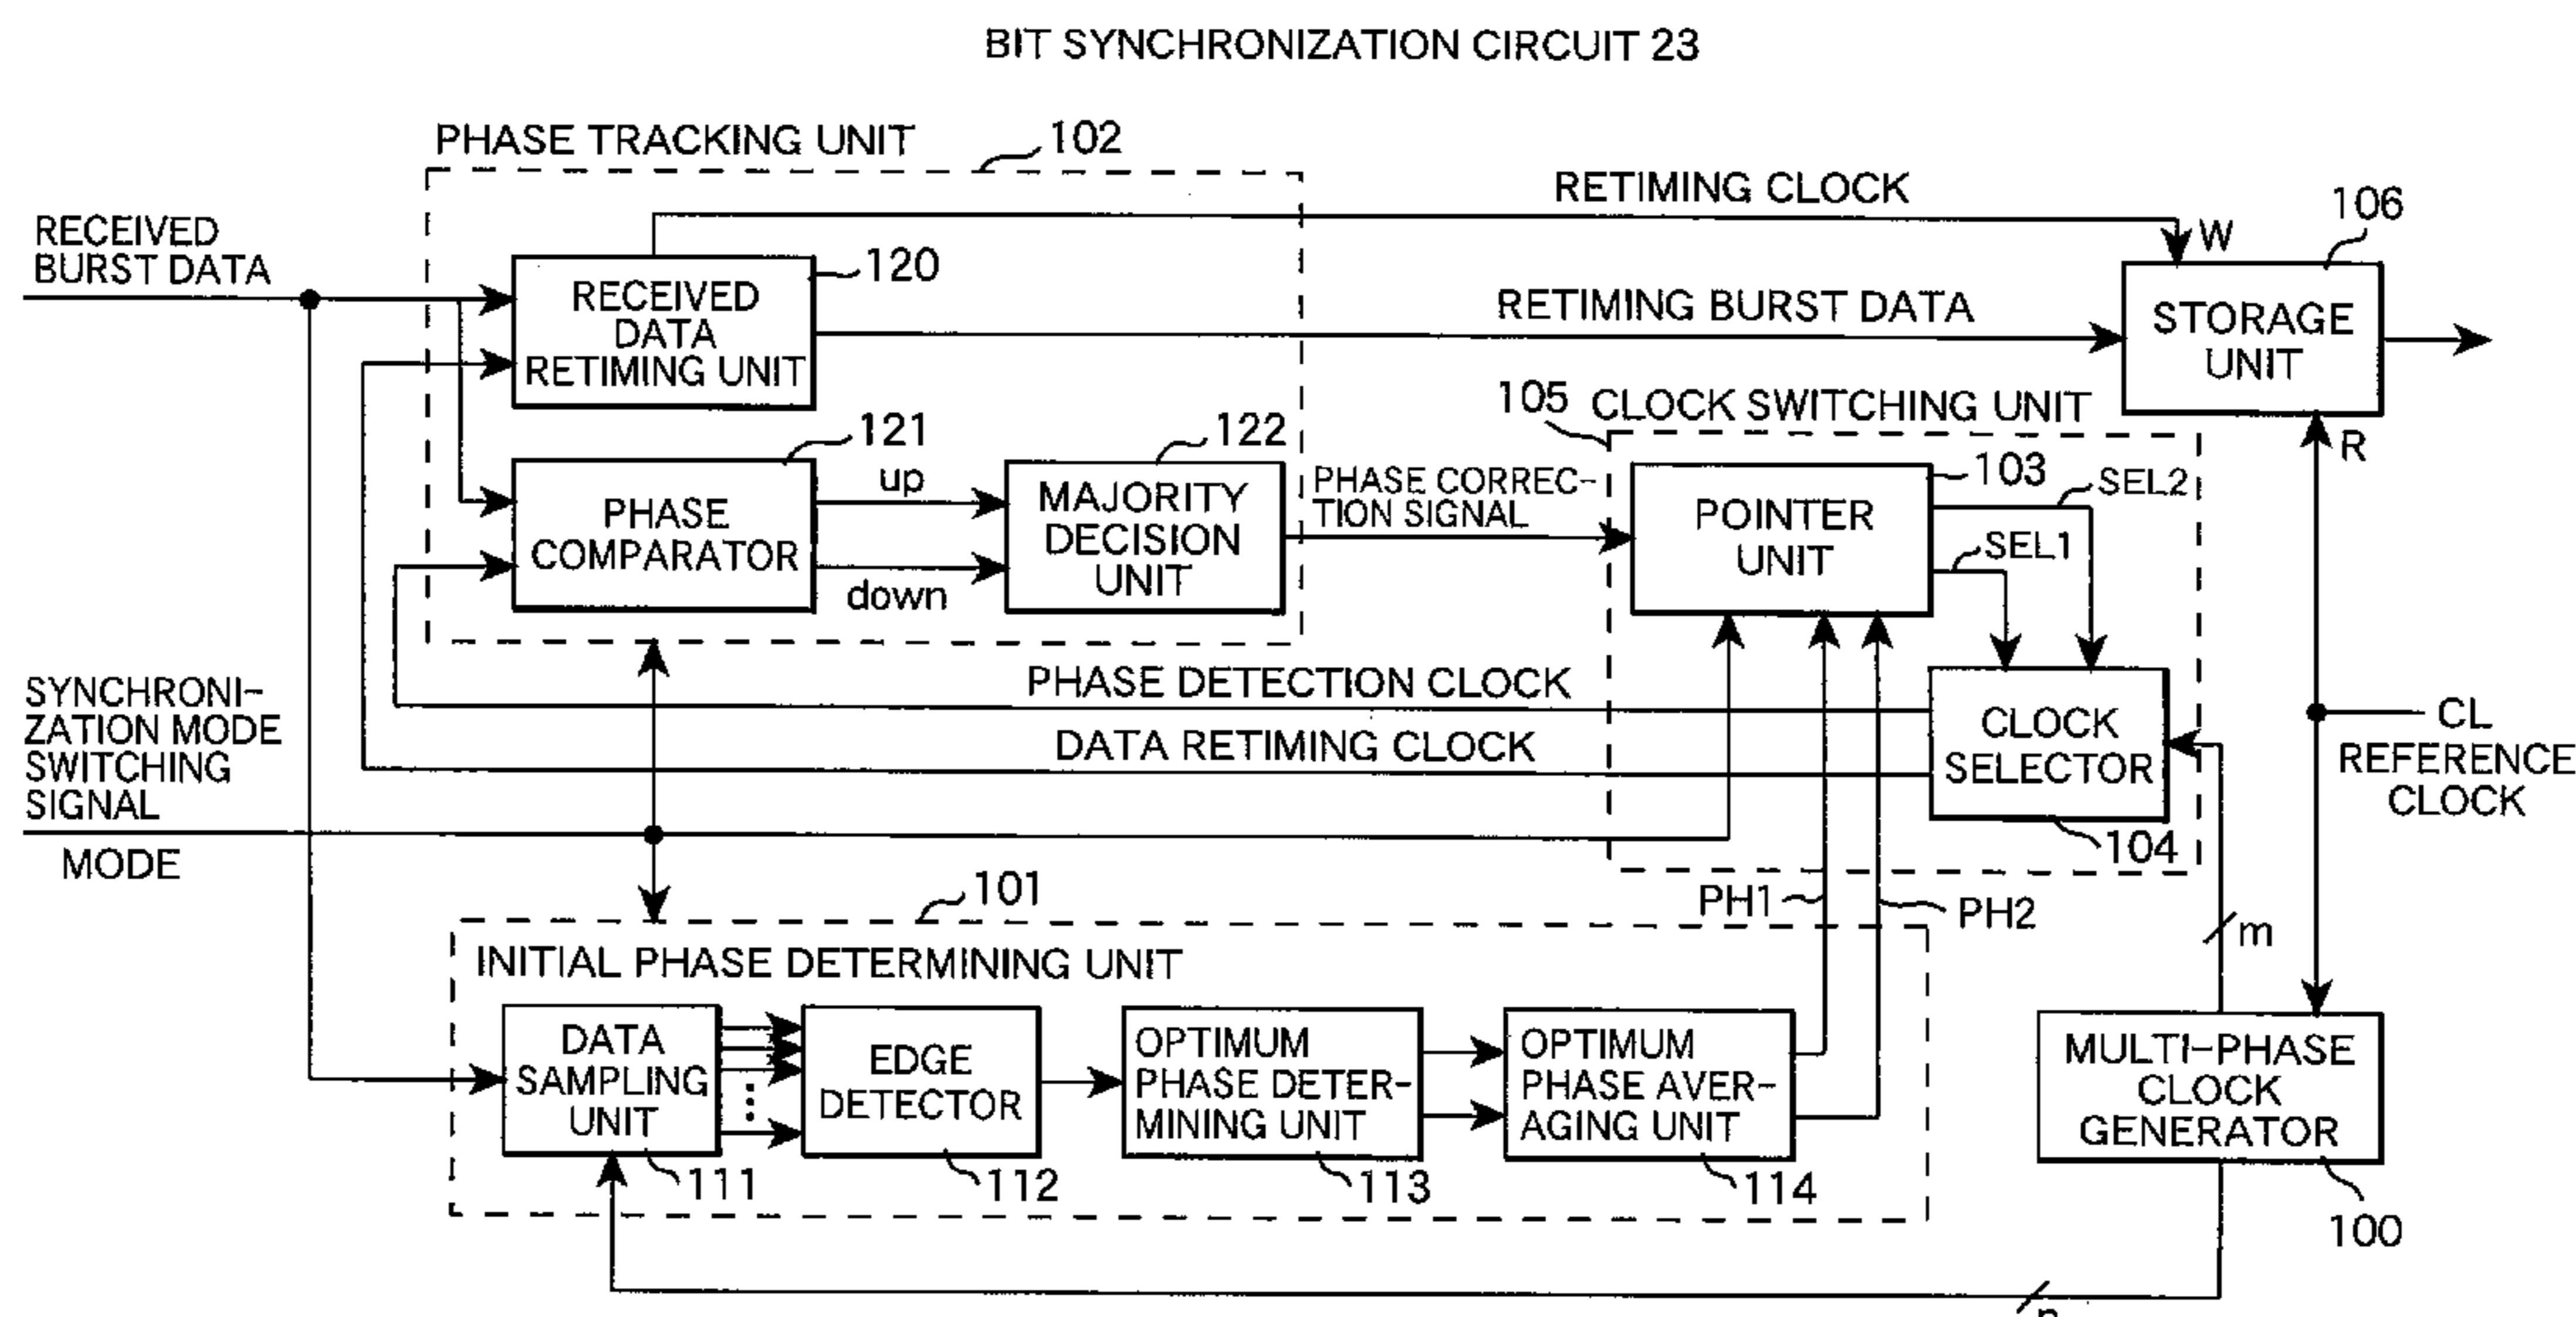 BIT SYNCHRONIZATION CIRCUIT 23
PHASE TRACKING UNIT
102
RETIMING CLOCK
106
W
RECEIVED
BURST DATA
120
RECEIVED
DATA
RETIMING UNIT
RETIMING BURST DATA
STORAGE
UNIT
105
CLOCK SWITCHING UNIT
R
121
up
122
PHASE
COMPARATOR
down
MAJORITY
DECISION
UNIT
PHASE CORREC-
TION SIGNAL
103
POINTER
UNIT
SEL2
SEL1
SYNCHRONI-
ZATION MODE
SWITCHING
SIGNAL
MODE
PHASE DETECTION CLOCK
DATA RETIMING CLOCK
CLOCK
SELECTOR
104
CL
REFERENCE
CLOCK
101
PH1
PH2
m
INITIAL PHASE DETERMINING UNIT
DATA
SAMPLING
UNIT
111
EDGE
DETECTOR
112
OPTIMUM
PHASE DETER-
MINING UNIT
113
OPTIMUM
PHASE AVER-
AGING UNIT
114
MULTI-PHASE
CLOCK
GENERATOR
100